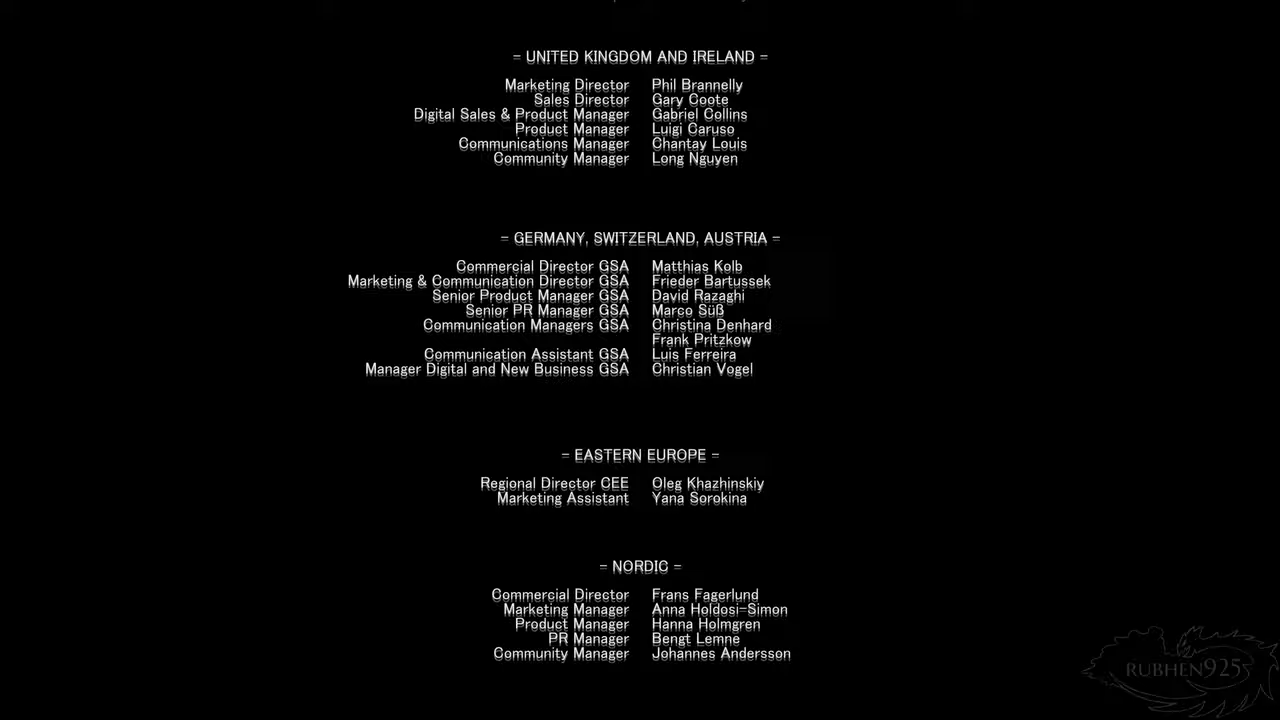 - UNITED KINGDOM AND IRELAND -
Marketing Director Phil Brannelly
Sales Director Gary Coote
Digital Sales & Product Manager Gabriel Collins
Product Manager Luigi Caruso
Communications Manager Chantay Louis
Community Manager Long Nguyen
- GERMANY, SWITZERLAND, AUSTRIA -
Commercial Director GSA Matthias Kolb
Marketing & Communication Director GSA Frieder Bartussek
Senior Product Manager GSA David Razaghi
Senior PR Manager GSA Marco Süß
Communication Managers GSA Christina Denhard
Frank Pritzkow
Communication Assistant GSA Luis Ferreira
Manager Digital and New Business GSA Christian Vogel
- EASTERN EUROPE -
Regional Director CEE Oleg Khazhinskiy
Marketing Assistant Yana Sorokina
- NORDIC -
Commercial Director Frans Fagerlund
Marketing Manager Anna Holdosi-Simon
Product Manager Hanna Holmgren
PR Manager Bengt Lemne
Community Manager Johannes Andersson
RUBHEN925